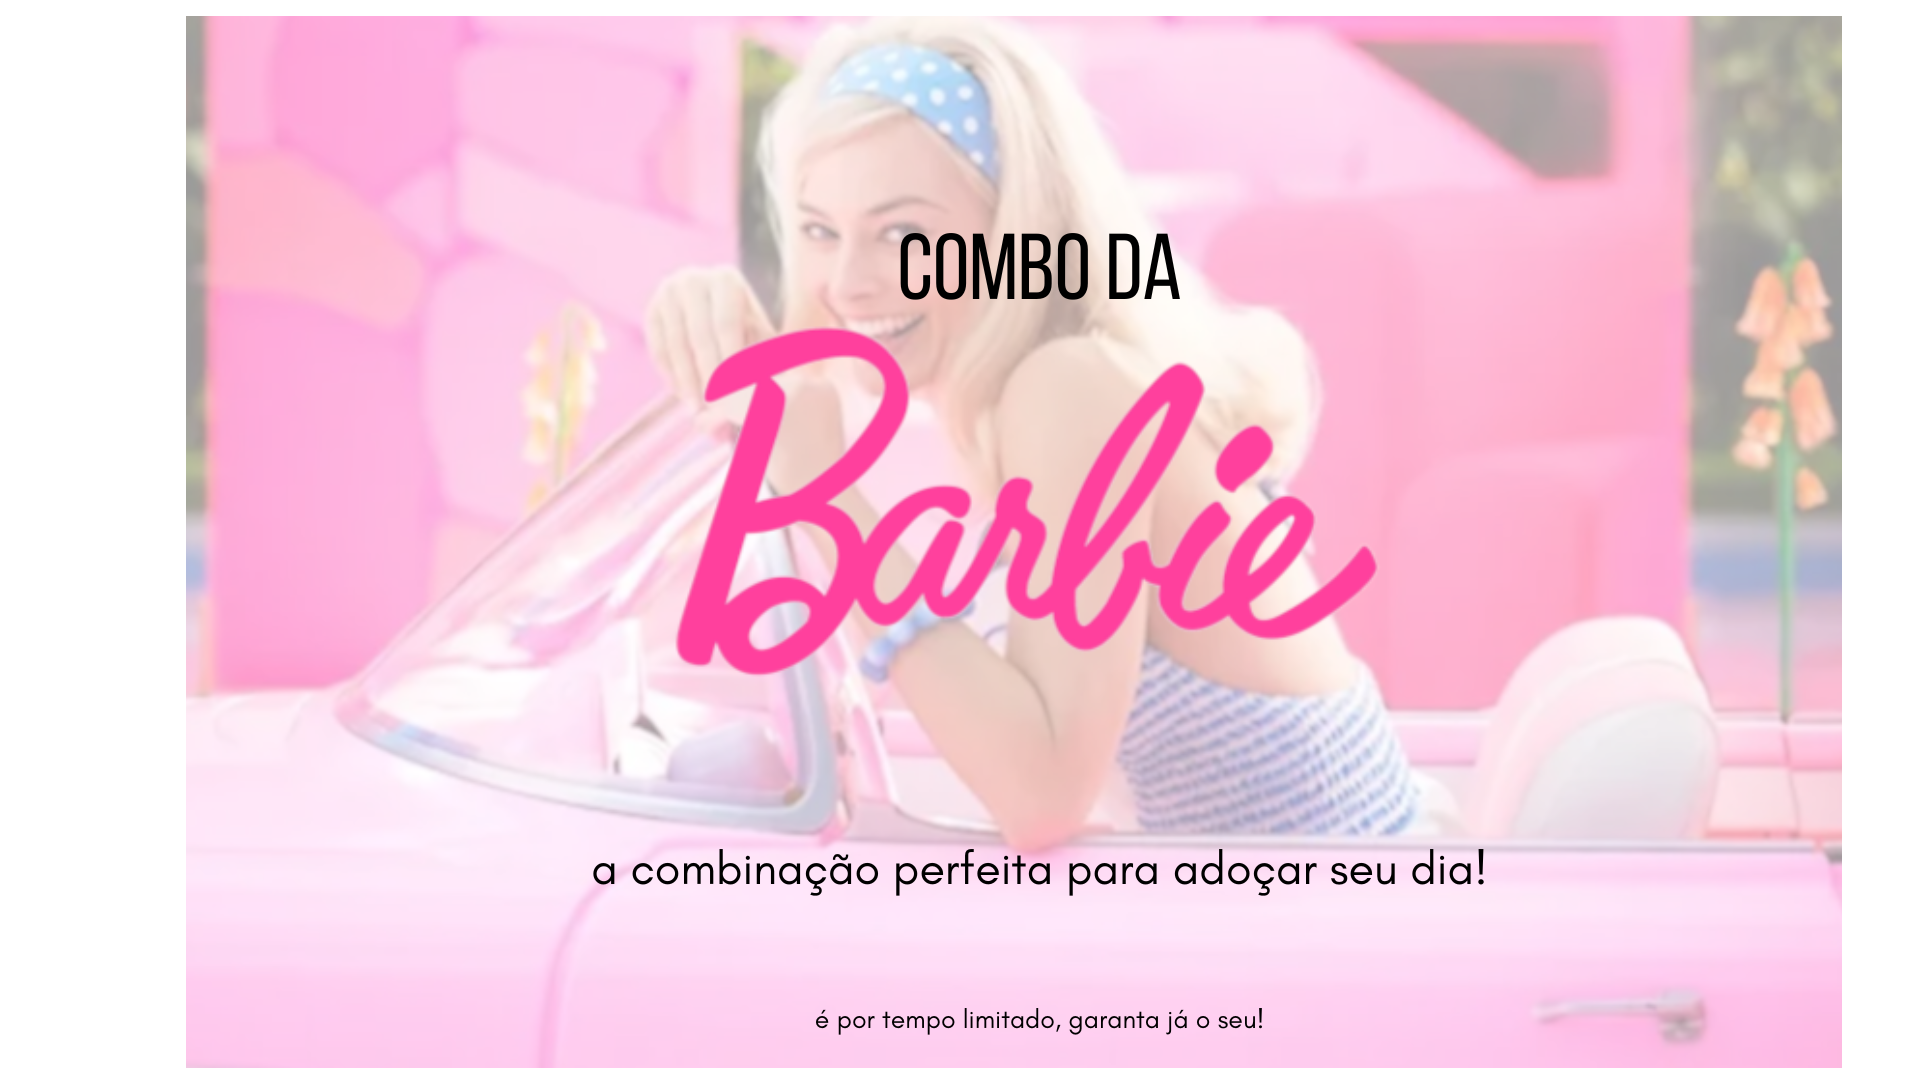 COMBO DA
Barbie
a combinação perfeita para adoçar seu dia!
é por tempo limitado, garanta já o seu!